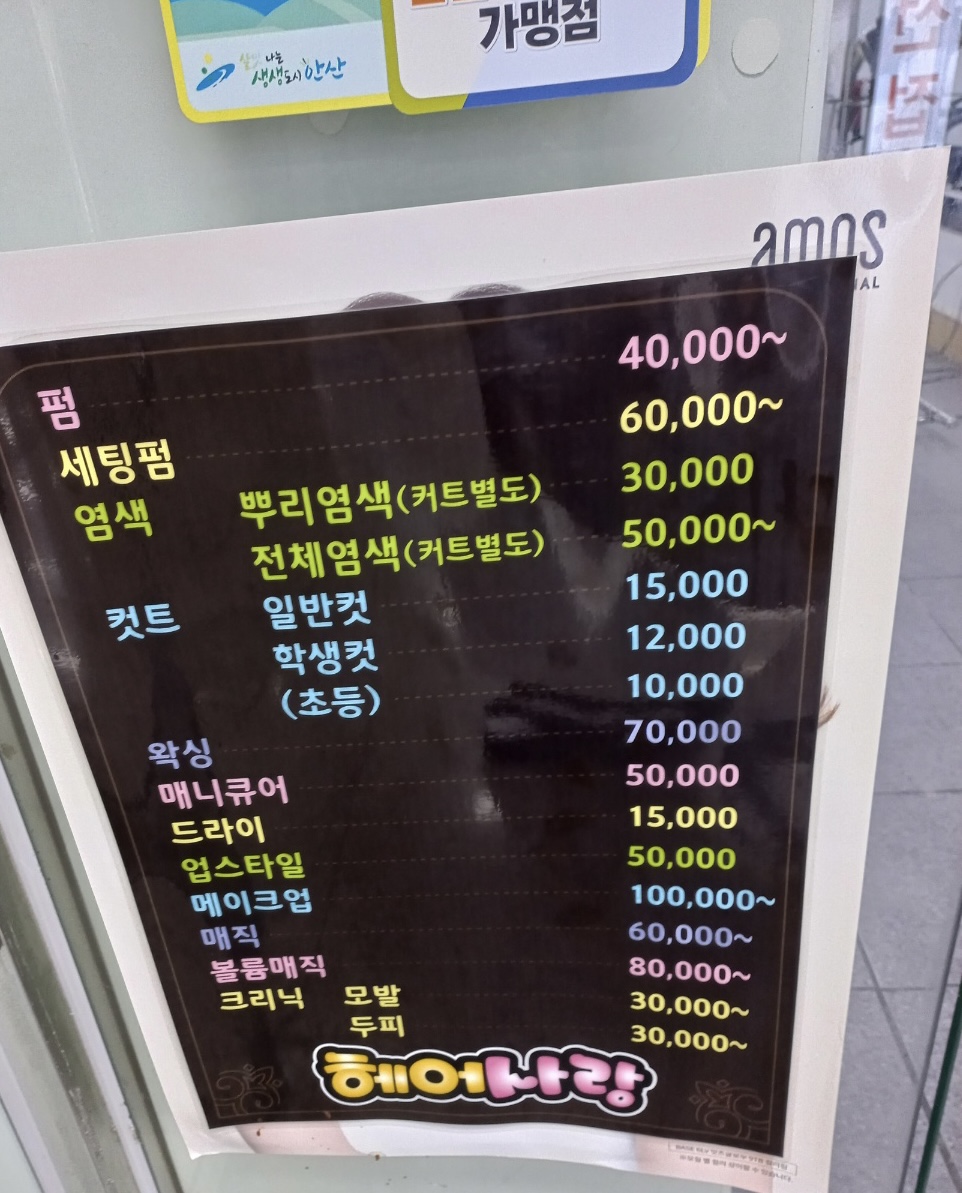 살맛 나는
생생도시 안산
가맹점
amos
펌 40,000~
세팅펌 60,000~
염색 뿌리염색(커트별도) 30,000
전체염색(커트별도) 50,000~
컷트 일반컷 15,000
학생컷 12,000
(초등) 10,000
왁싱 70,000
매니큐어 50,000
드라이 15,000
업스타일 50,000
메이크업 100,000~
매직 60,000~
볼륨매직 80,000~
크리닉 모발 30,000~
두피 30,000~
헤어사랑